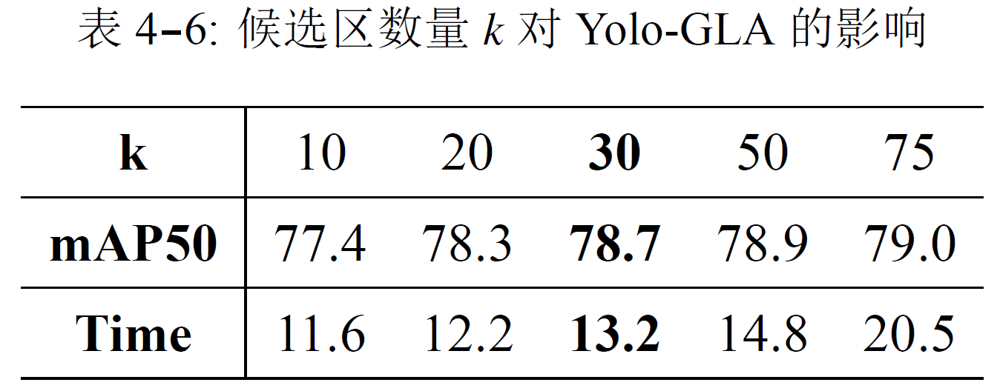 表 4–6: 候选区数量 k 对 Yolo-GLA 的影响
k 10 20 30 50 75
mAP50 77.4 78.3 78.7 78.9 79.0
Time 11.6 12.2 13.2 14.8 20.5